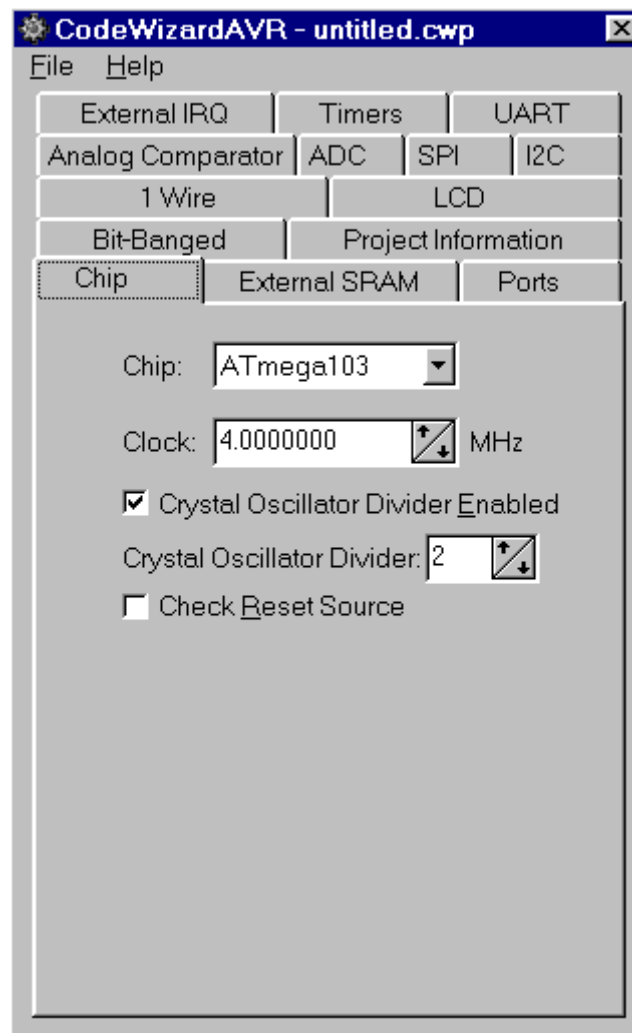 CodeWizardAVR - untitled.cwp
File Help
External IRQ Timers UART
Analog Comparator ADC SPI I2C
1 Wire LCD
Bit-Banged Project Information
Chip External SRAM Ports
Chip: ATmega103
Clock: 4.0000000 MHz
Crystal Oscillator Divider Enabled
Crystal Oscillator Divider: 2
Check Reset Source